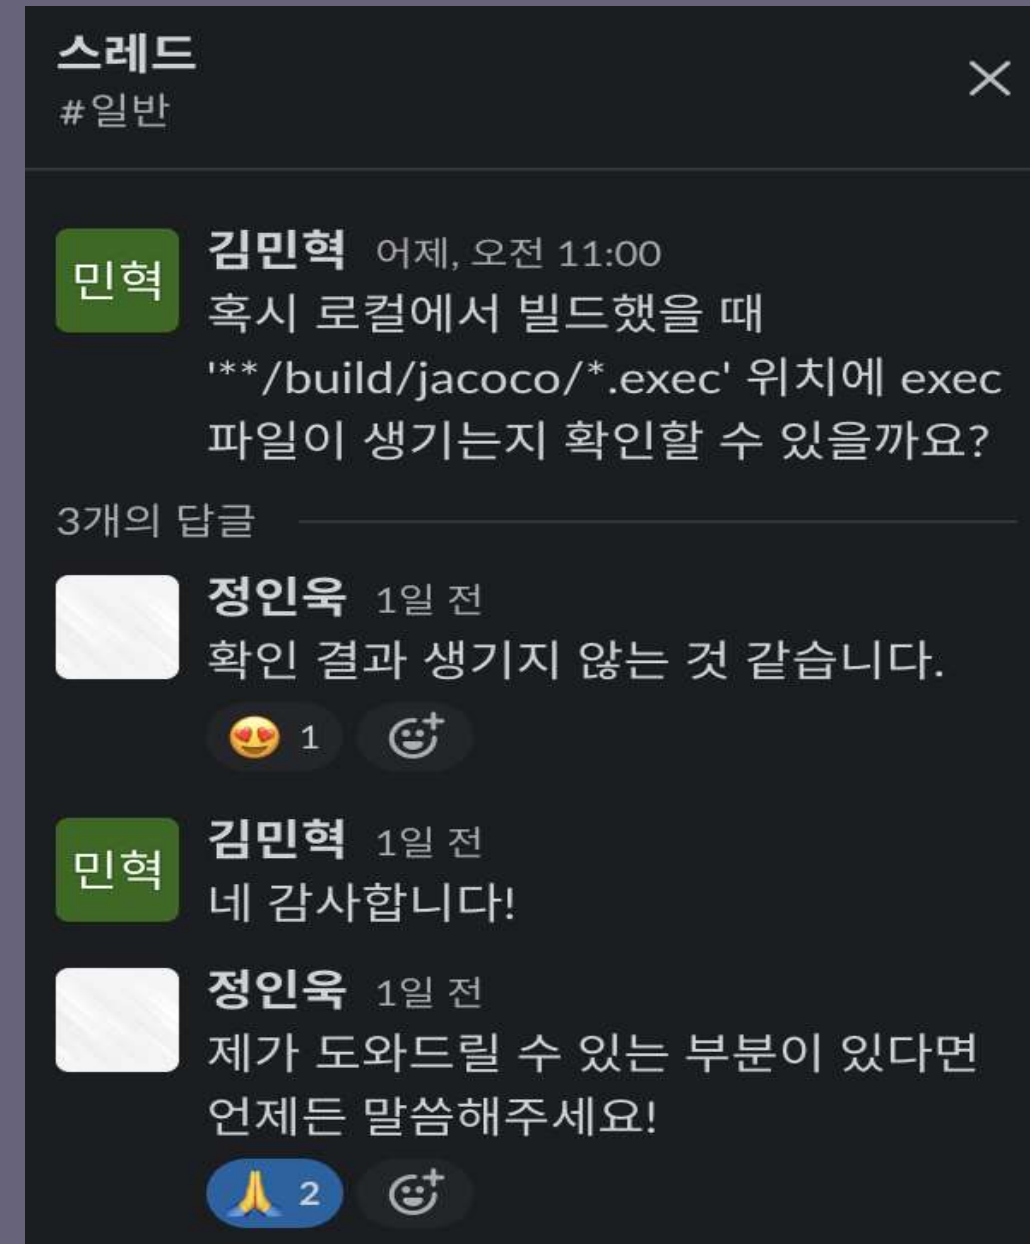 스레드
#일반
민혁
김민혁 어제, 오전 11:00
혹시 로컬에서 빌드했을 때
'**/build/jacoco/*.exec' 위치에 exec
파일이 생기는지 확인할 수 있을까요?
3개의 답글
정인욱 1일 전
확인 결과 생기지 않는 것 같습니다.
1
민혁
김민혁 1일 전
네 감사합니다!
정인욱 1일 전
제가 도와드릴 수 있는 부분이 있다면
언제든 말씀해주세요!
2